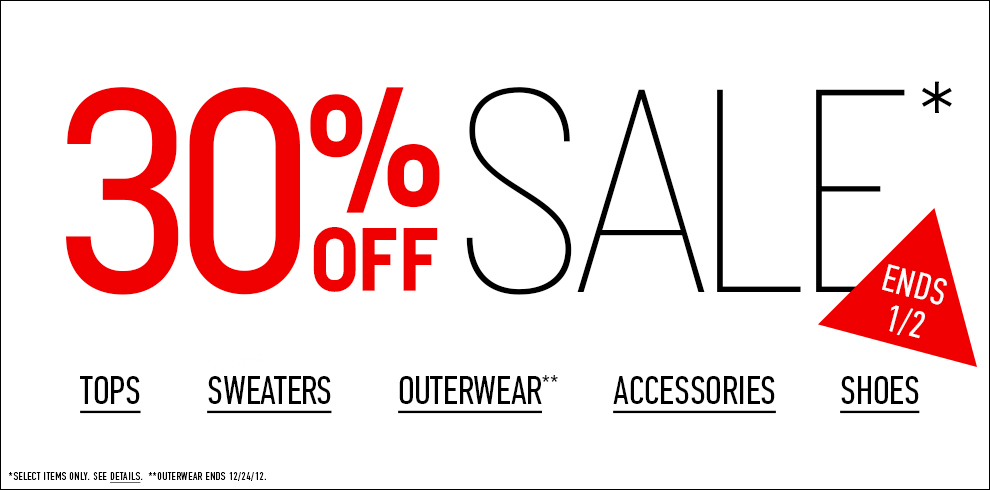 30% OFF SALE*
ENDS
1/2
TOPS SWEATERS OUTERWEAR** ACCESSORIES SHOES
*SELECT ITEMS ONLY. SEE DETAILS. **OUTERWEAR ENDS 12/24/12.